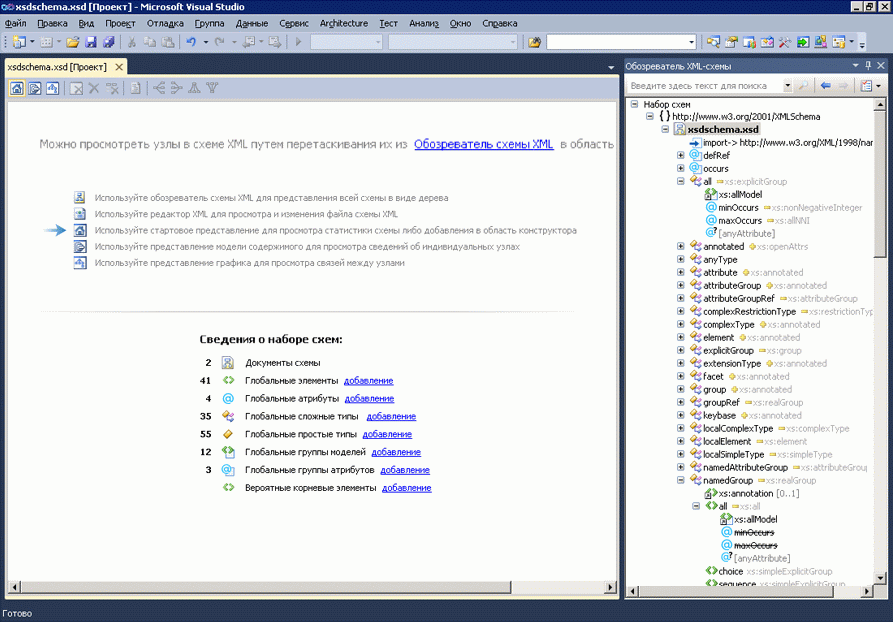 xsdschema.xsd [Проект] - Microsoft Visual Studio
Файл Правка Вид Проект Отладка Группа Данные Сервис Architecture Тест Анализ Окно Справка
xsdschema.xsd [Проект]
Можно просмотреть узлы в схеме XML путем перетаскивания их из Обозреватель схемы XML в область
Используйте обозреватель схемы XML для представления всей схемы в виде дерева
Используйте редактор XML для просмотра и изменения файла схемы XML
Используйте стартовое представление для просмотра статистики схемы либо добавления в область конструктора
Используйте представление модели содержимого для просмотра сведений об индивидуальных узлах
Используйте представление графика для просмотра связей между узлами
Сведения о наборе схем:
2 Документы схемы
41 Глобальные элементы добавление
4 Глобальные атрибуты добавление
35 Глобальные сложные типы добавление
55 Глобальные простые типы добавление
12 Глобальные группы моделей добавление
3 Глобальные группы атрибутов добавление
Вероятные корневые элементы добавление
Обозреватель XML-схемы
Введите здесь текст для поиска
Набор схем
{ } http://www.w3.org/2001/XMLSchema
xsdschema.xsd
import-> http://www.w3.org/XML/1998/nar
defRef
occurs
all xs:explicitGroup
xs:allModel
minOccurs xs:nonNegativeInteger
maxOccurs xs:allNNI
[anyAttribute]
annotated xs:openAttrs
anyType
attribute xs:annotated
attributeGroup xs:annotated
attributeGroupRef xs:attributeGroup
complexRestrictionType xs:restrictionTyp
complexType xs:annotated
element xs:annotated
explicitGroup xs:group
extensionType xs:annotated
facet xs:annotated
group xs:annotated
groupRef xs:realGroup
keybase xs:annotated
localComplexType xs:complexType
localElement xs:element
localSimpleType xs:simpleType
namedAttributeGroup xs:attributeGrou
namedGroup xs:realGroup
xs:annotation [0..1]
all xs:all
xs:allModel
minOccurs
maxOccurs
[anyAttribute]
choice xs:simpleExplicitGroup
sequence xs:simpleExplicitGroup
Готово